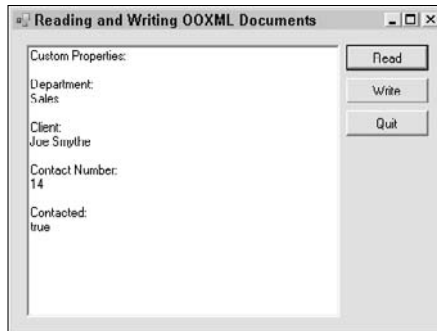 Reading and Writing OOXML Documents
Custom Properties:
Department:
Sales
Client:
Joe Smythe
Contact Number:
14
Contacted:
true
Read
Write
Quit